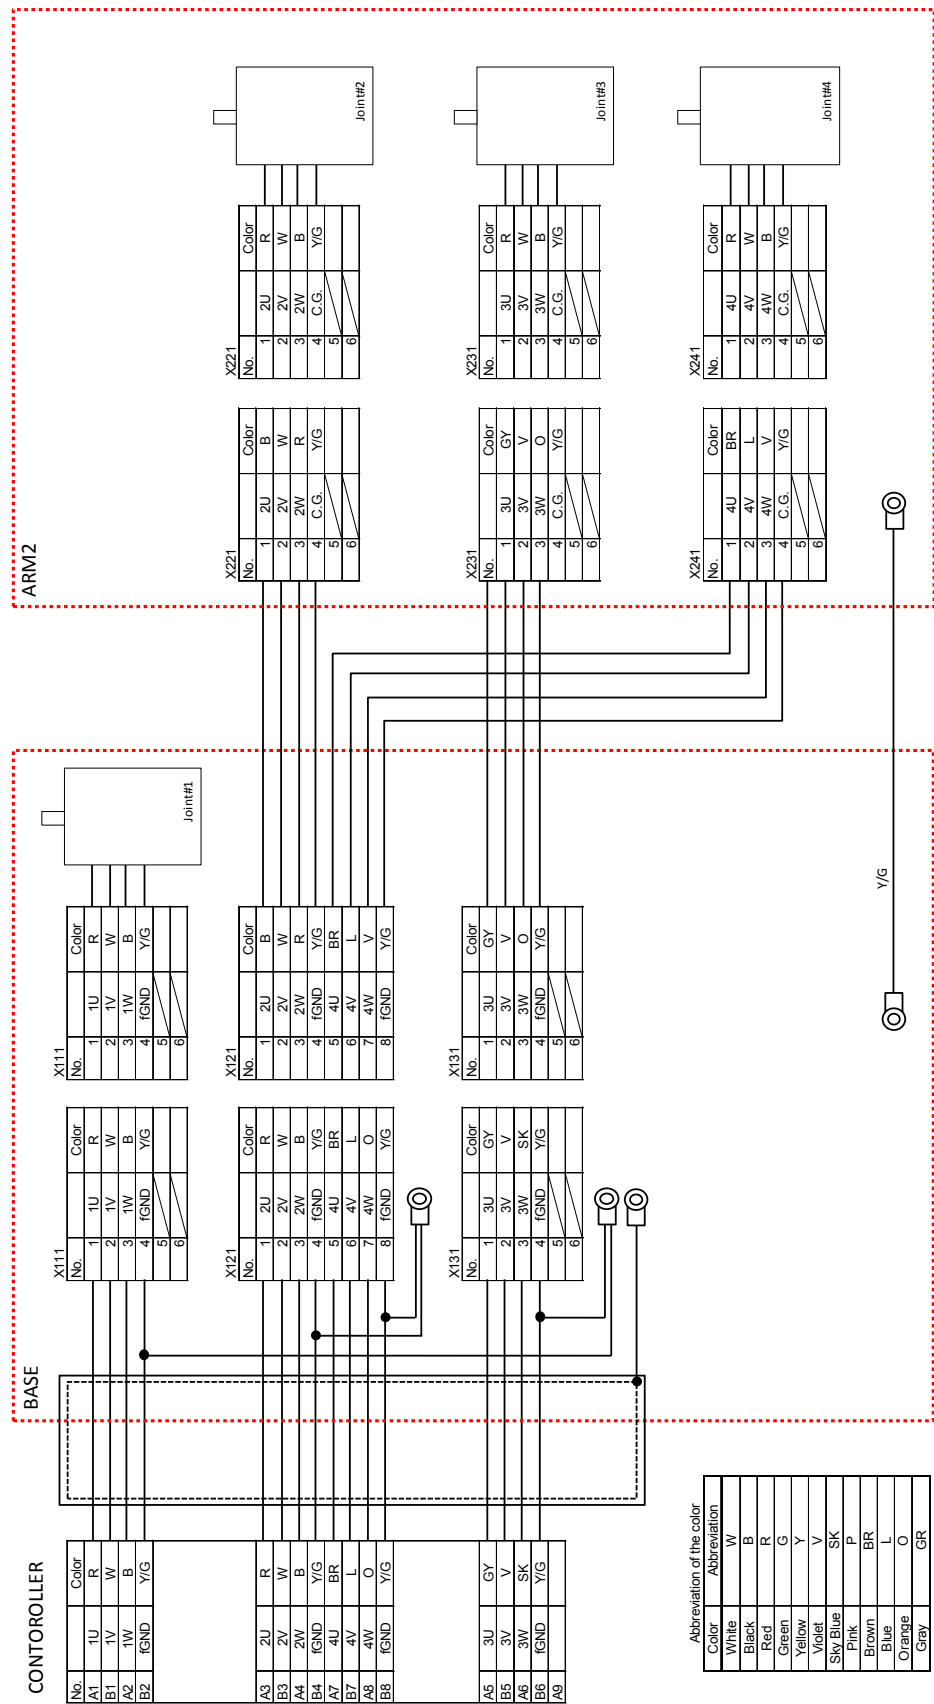 CONTOROLLER
No. Color
A1 1U R
B1 1V W
A2 1W B
B2 fGND Y/G
A3 2U R
B3 2V W
A4 2W B
B4 fGND Y/G
A7 4U BR
B7 4V L
A8 4W O
B8 fGND Y/G
A5 3U GY
B5 3V V
A6 3W SK
B6 fGND Y/G
A9
Abbreviation of the color
Color Abbreviation
White W
Black B
Red R
Green G
Yellow Y
Violet V
Sky Blue SK
Pink P
Brown BR
Blue L
Orange O
Gray GR
BASE
X111
No. Color
1 1U R
2 1V W
3 1W B
4 fGND Y/G
5
6
X121
No. Color
1 2U R
2 2V W
3 2W B
4 fGND Y/G
5 4U BR
6 4V L
7 4W O
8 fGND Y/G
X131
No. Color
1 3U GY
2 3V V
3 3W SK
4 fGND Y/G
5
6
X111
No. Color
1 1U R
2 1V W
3 1W B
4 fGND Y/G
5
6
X121
No. Color
1 2U B
2 2V W
3 2W R
4 fGND Y/G
5 4U BR
6 4V L
7 4W V
8 fGND Y/G
X131
No. Color
1 3U GY
2 3V V
3 3W O
4 fGND Y/G
5
6
Joint#1
Y/G
ARM2
X221
No. Color
1 2U B
2 2V W
3 2W R
4 C.G. Y/G
5
6
X231
No. Color
1 3U GY
2 3V V
3 3W O
4 C.G. Y/G
5
6
X241
No. Color
1 4U BR
2 4V L
3 4W V
4 C.G. Y/G
5
6
X221
No. Color
1 2U R
2 2V W
3 2W B
4 C.G. Y/G
5
6
X231
No. Color
1 3U R
2 3V W
3 3W B
4 C.G. Y/G
5
6
X241
No. Color
1 4U R
2 4V W
3 4W B
4 C.G. Y/G
5
6
Joint#2
Joint#3
Joint#4